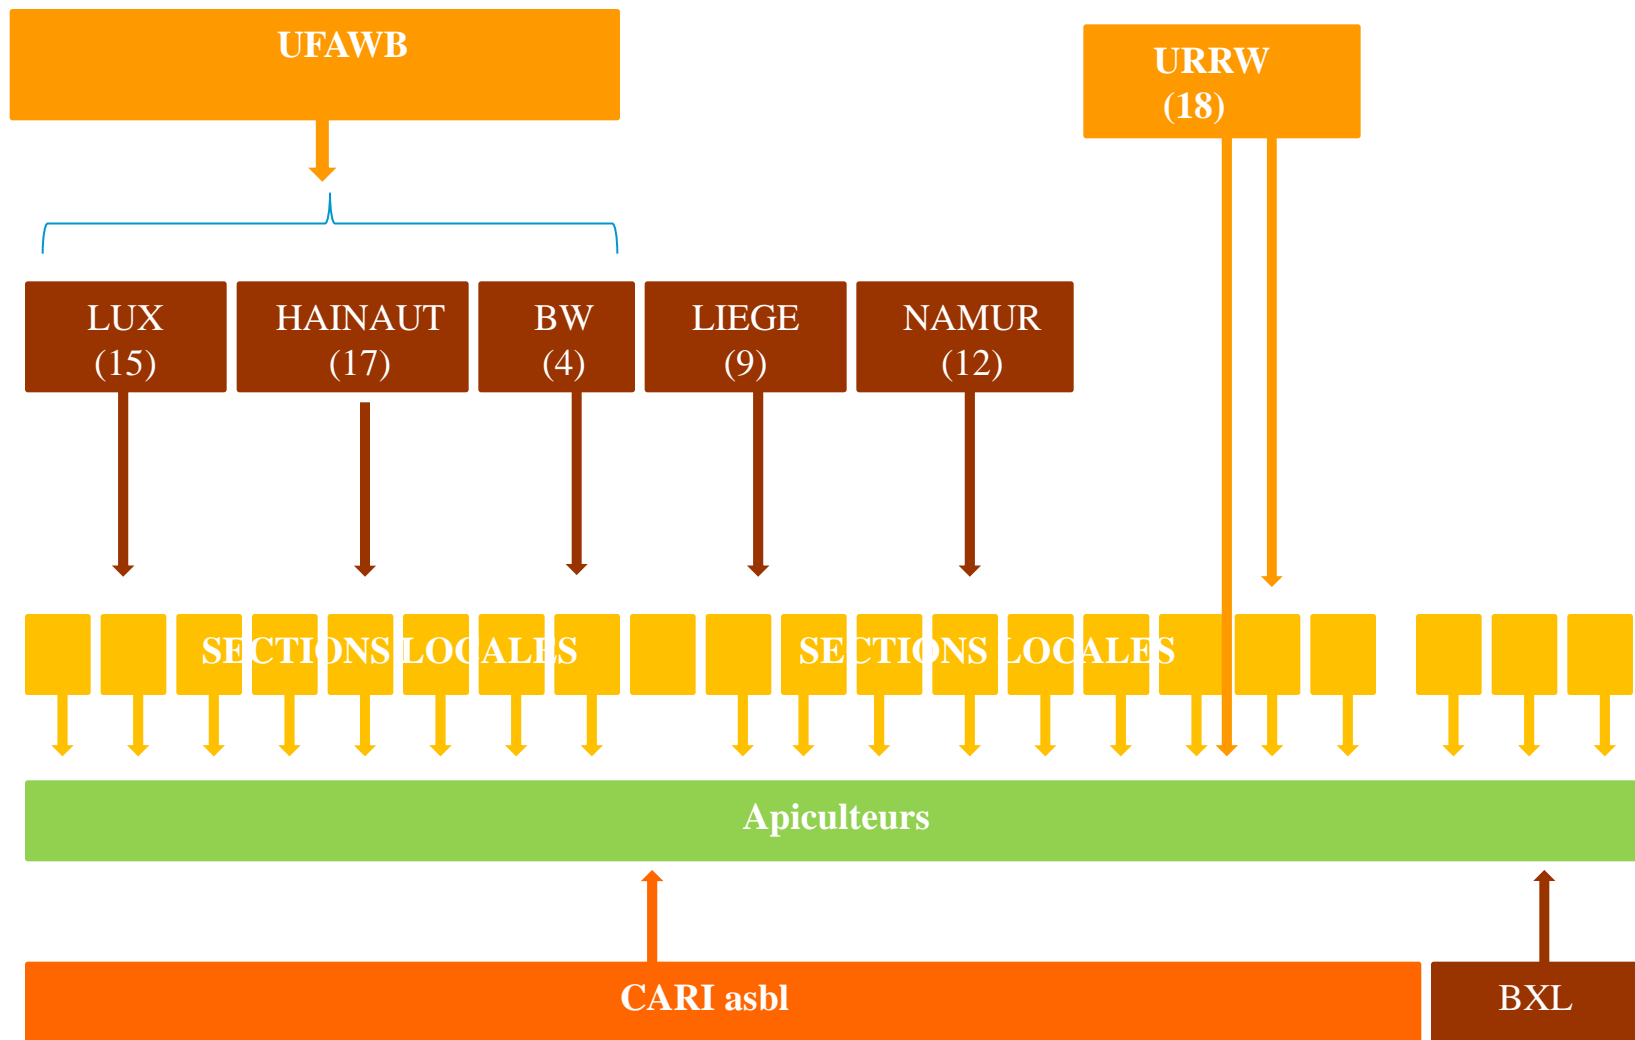 UFAWB
URRW
(18)
LUX
(15)
HAINAUT
(17)
BW
(4)
LIEGE
(9)
NAMUR
(12)
SECTIONS LOCALES
SECTIONS LOCALES
Apiculteurs
CARI asbl
BXL